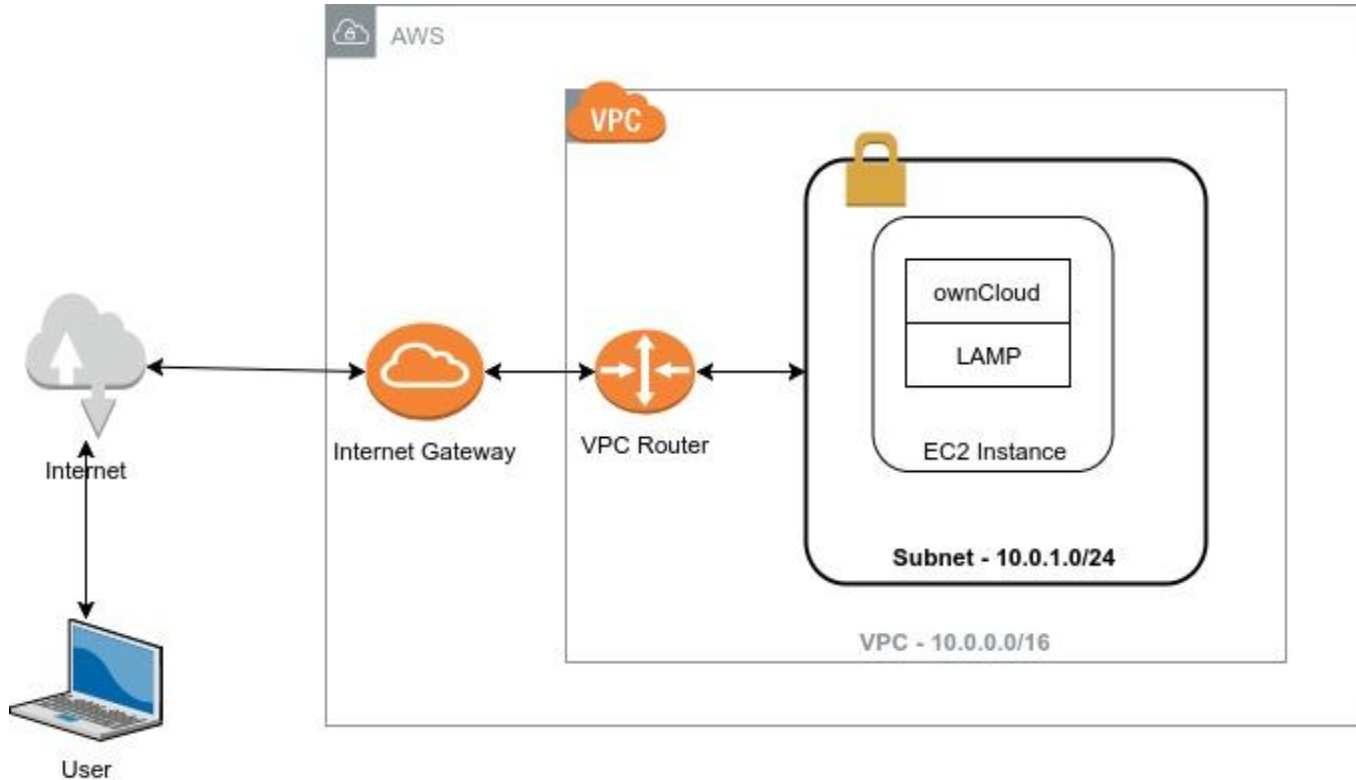 AWS
VPC
ownCloud
LAMP
EC2 Instance
Internet Gateway
VPC Router
Internet
Subnet - 10.0.1.0/24
VPC - 10.0.0.0/16
User